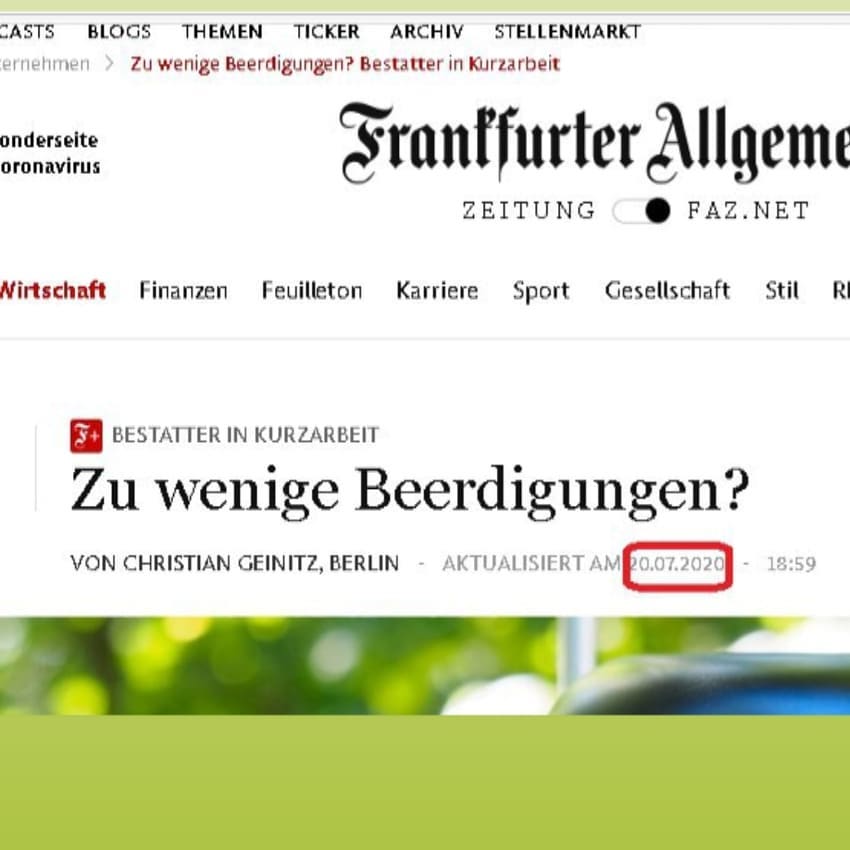 CASTS BLOGS THEMEN TICKER ARCHIV STELLENMARKT
ernehmen > Zu wenige Beerdigungen? Bestatter in Kurzarbeit
onderseite
oronavirus
Frankfurter Allgeme
ZEITUNG FAZ.NET
Wirtschaft Finanzen Feuilleton Karriere Sport Gesellschaft Stil R
F+ BESTATTER IN KURZARBEIT
Zu wenige Beerdigungen?
VON CHRISTIAN GEINITZ, BERLIN - AKTUALISIERT AM 20.07.2020 - 18:59